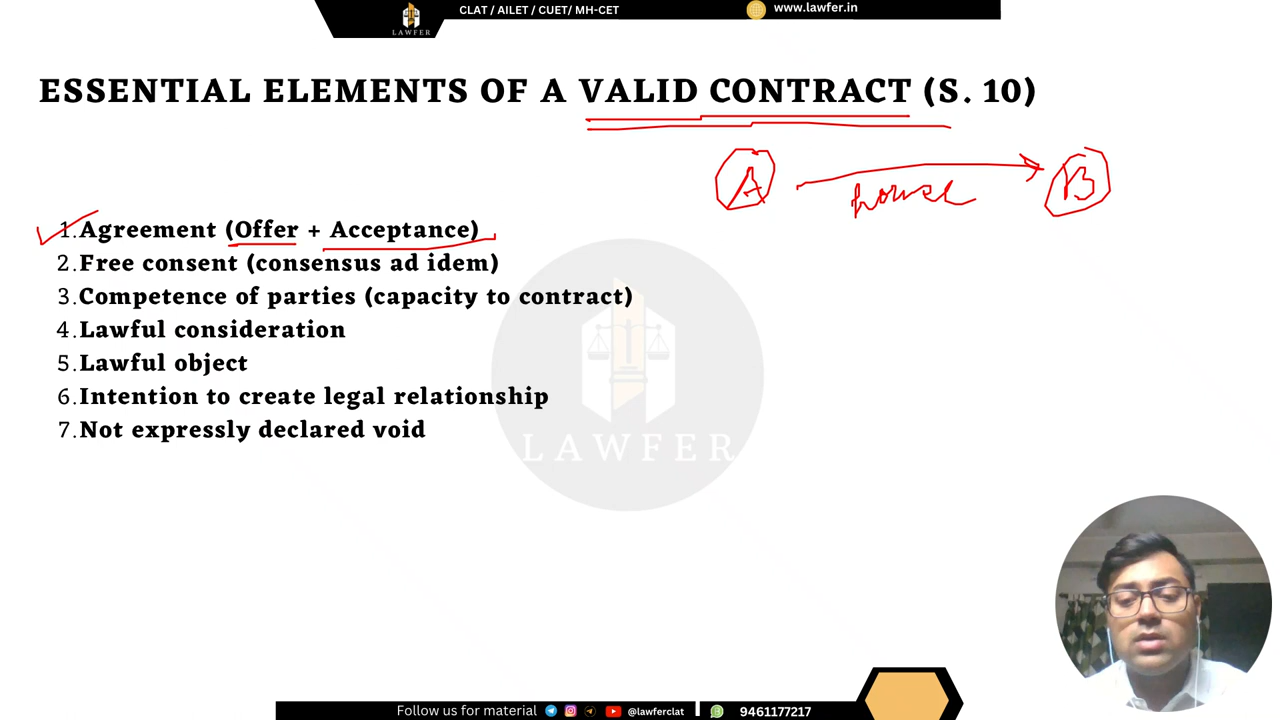 CLAT / AILET / CUET/ MH-CET
www.lawfer.in
LAWFER
ESSENTIAL ELEMENTS OF A VALID CONTRACT (S. 10)
A
house
B
1. Agreement (Offer + Acceptance)
2. Free consent (consensus ad idem)
3. Competence of parties (capacity to contract)
4. Lawful consideration
5. Lawful object
6. Intention to create legal relationship
7. Not expressly declared void
LAWFER
Follow us for material @lawferclat 9461177217